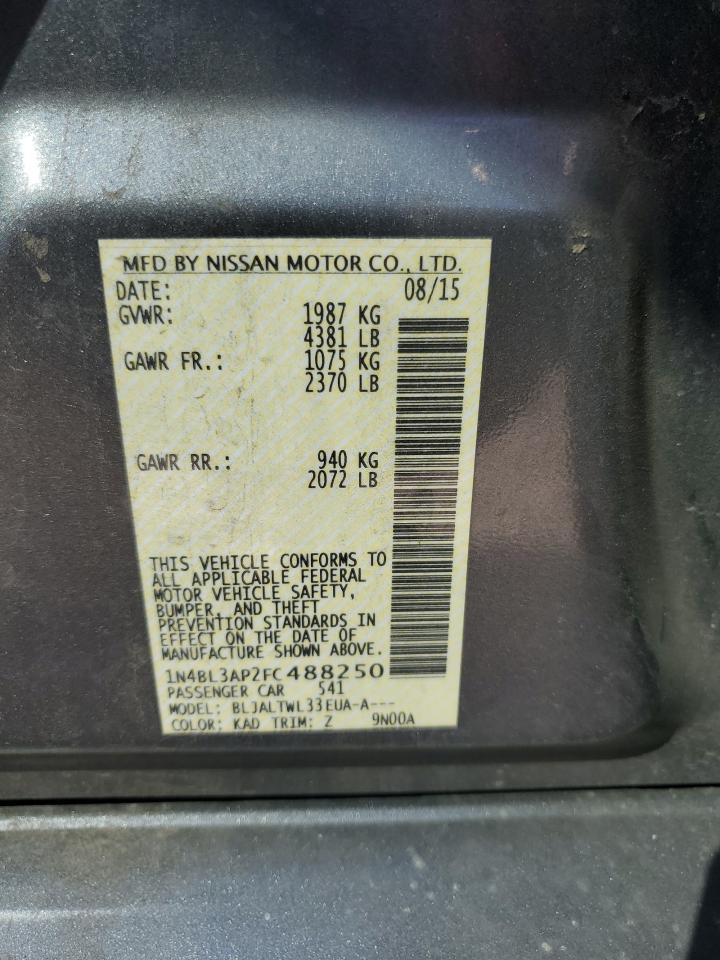 MFD BY NISSAN MOTOR CO., LTD.
DATE: 08/15
GVWR: 1987 KG
4381 LB
GAWR FR.: 1075 KG
2370 LB
GAWR RR.: 940 KG
2072 LB
THIS VEHICLE CONFORMS TO
ALL APPLICABLE FEDERAL
MOTOR VEHICLE SAFETY,
BUMPER, AND THEFT
PREVENTION STANDARDS IN
EFFECT ON THE DATE OF
MANUFACTURE SHOWN ABOVE.
1N4BL3AP2FC488250
PASSENGER CAR 541
MODEL: BLJALTWL33EUA-A---
COLOR: KAD TRIM: Z 9N00A